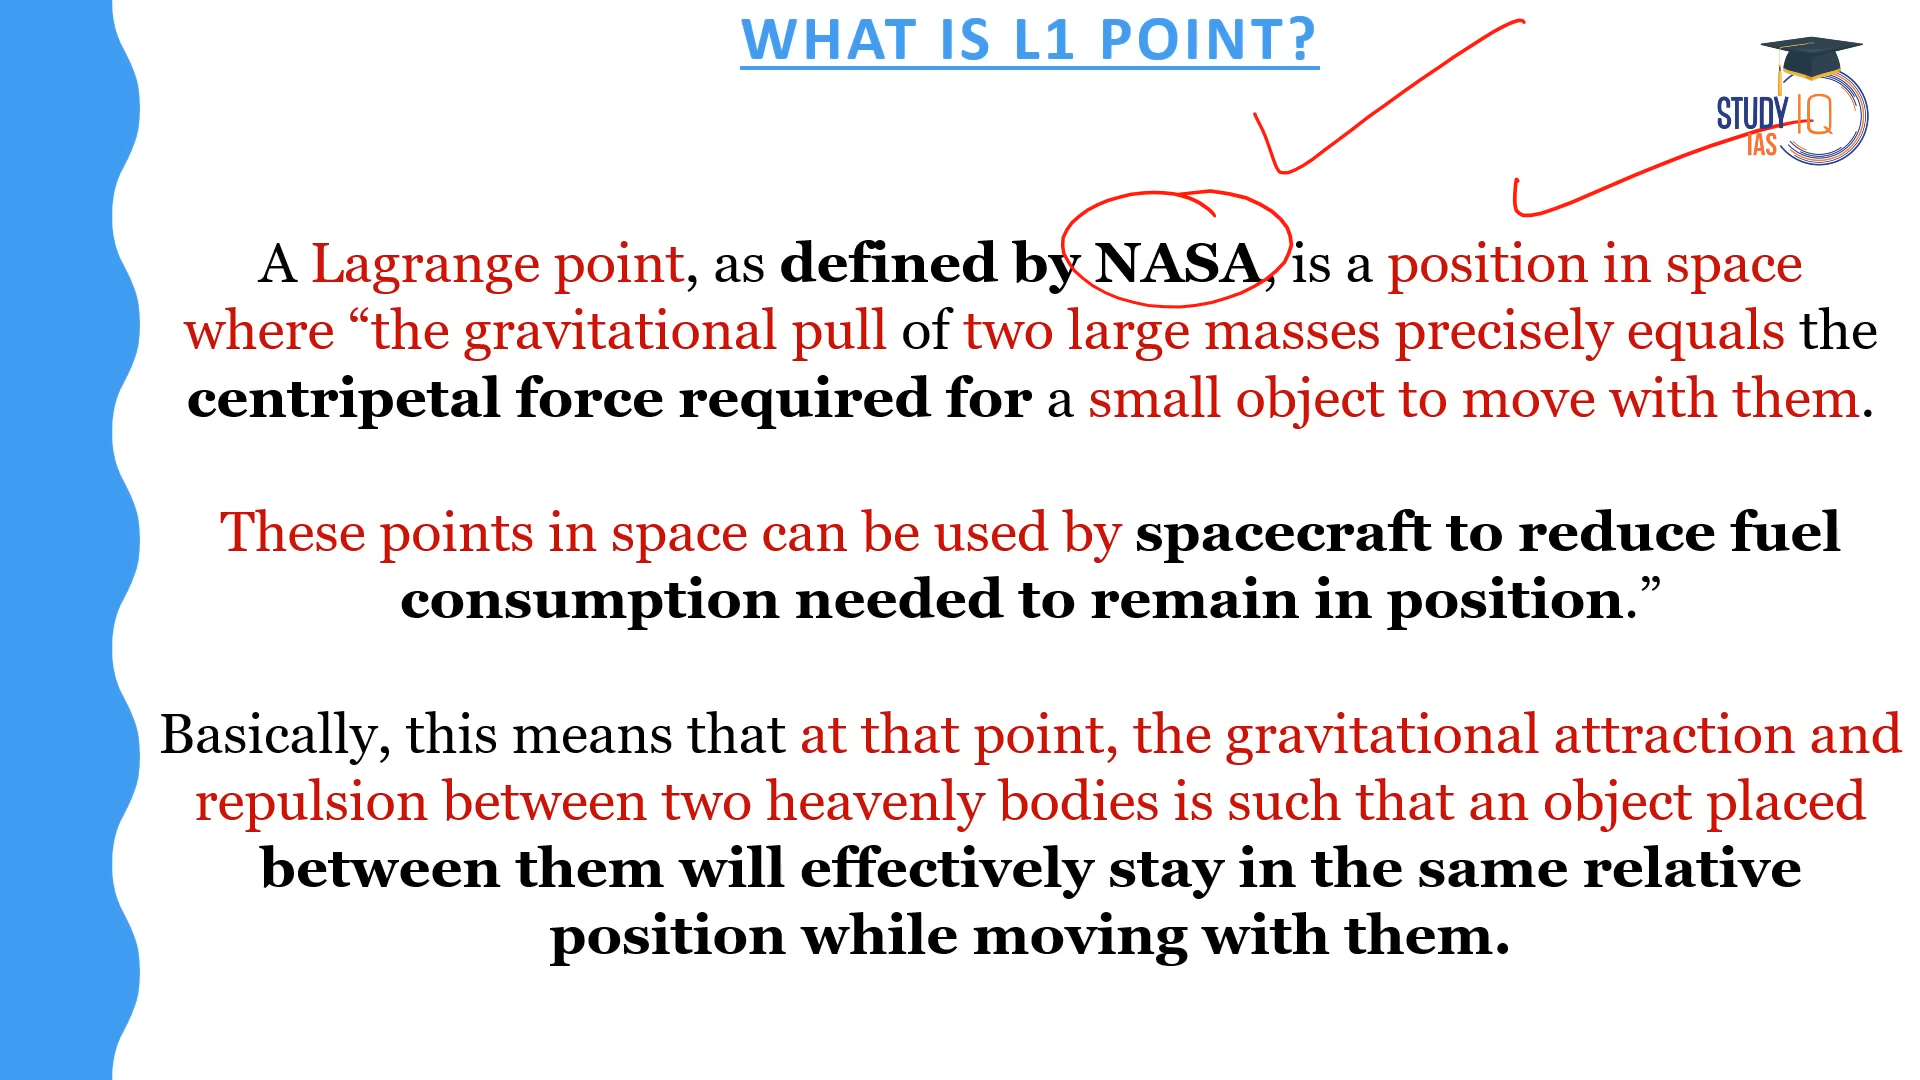 WHAT IS L1 POINT?
STUDY IQ
IAS
A Lagrange point, as defined by NASA, is a position in space
where “the gravitational pull of two large masses precisely equals the
centripetal force required for a small object to move with them.
These points in space can be used by spacecraft to reduce fuel
consumption needed to remain in position.”
Basically, this means that at that point, the gravitational attraction and
repulsion between two heavenly bodies is such that an object placed
between them will effectively stay in the same relative
position while moving with them.